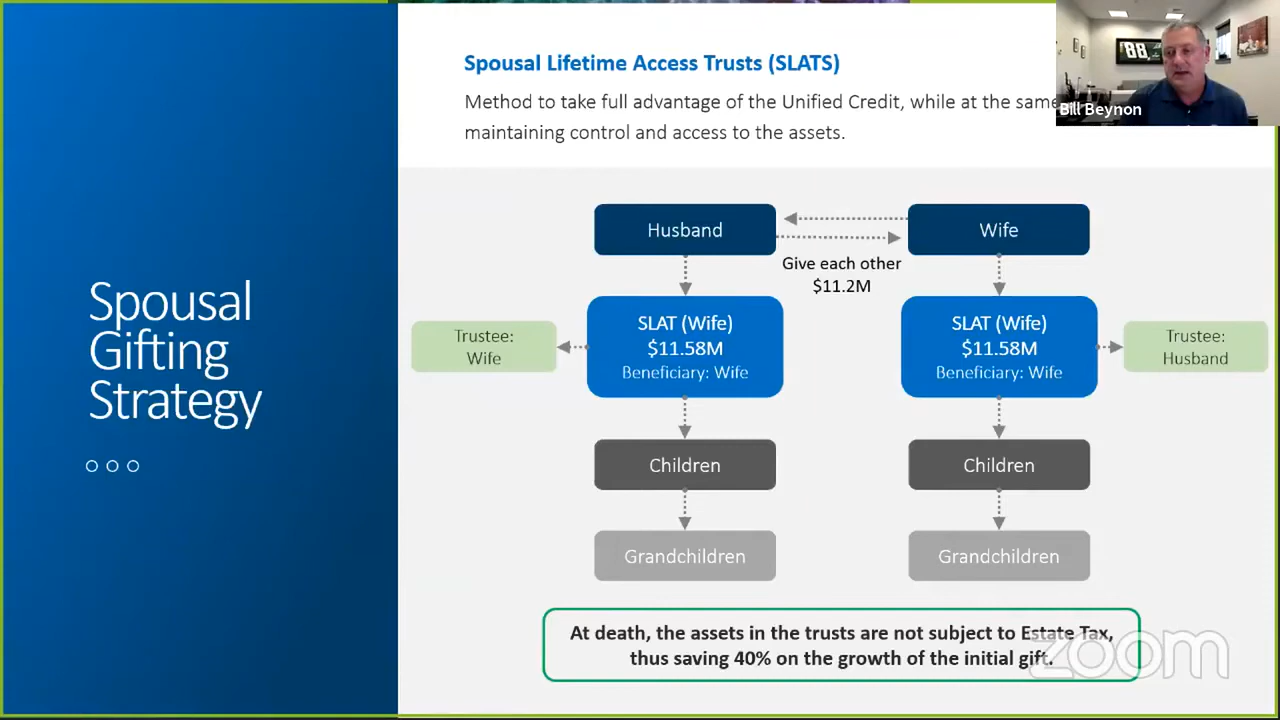 Spousal
Gifting
Strategy
Spousal Lifetime Access Trusts (SLATS)
Method to take full advantage of the Unified Credit, while at the same
maintaining control and access to the assets.
88
Bill Beynon
Husband
Wife
Give each other
$11.2M
Trustee:
Wife
SLAT (Wife)
$11.58M
Beneficiary: Wife
SLAT (Wife)
$11.58M
Beneficiary: Wife
Trustee:
Husband
Children
Children
Grandchildren
Grandchildren
At death, the assets in the trusts are not subject to Estate Tax,
thus saving 40% on the growth of the initial gift.
zoom